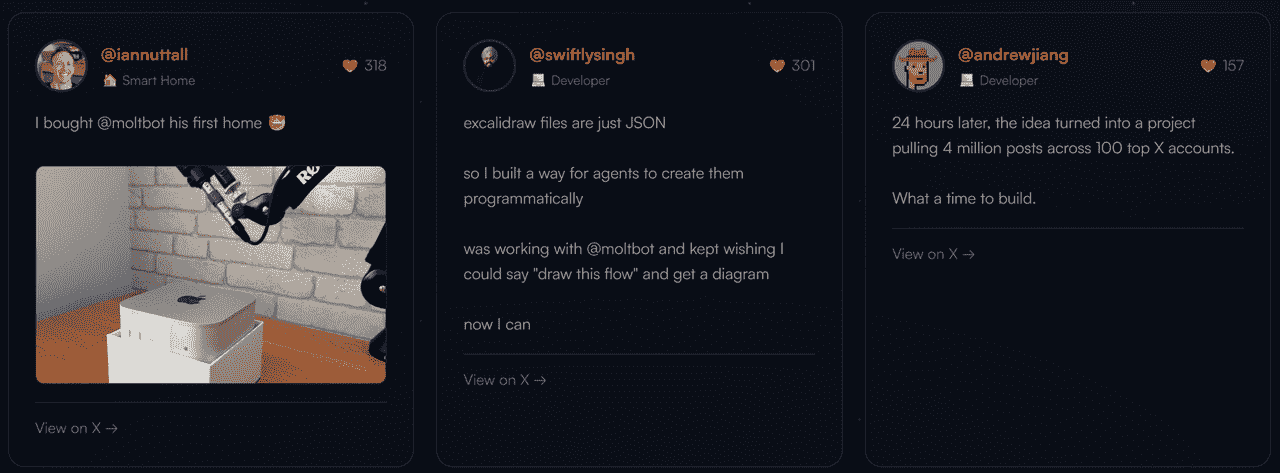 @iannuttall
318
Smart Home
I bought @moltbot his first home
View on X →
@swiftlysingh
301
Developer
excalidraw files are just JSON
so I built a way for agents to create them
programmatically
was working with @moltbot and kept wishing I
could say "draw this flow" and get a diagram
now I can
View on X →
@andrewjiang
157
Developer
24 hours later, the idea turned into a project
pulling 4 million posts across 100 top X accounts.
What a time to build.
View on X →